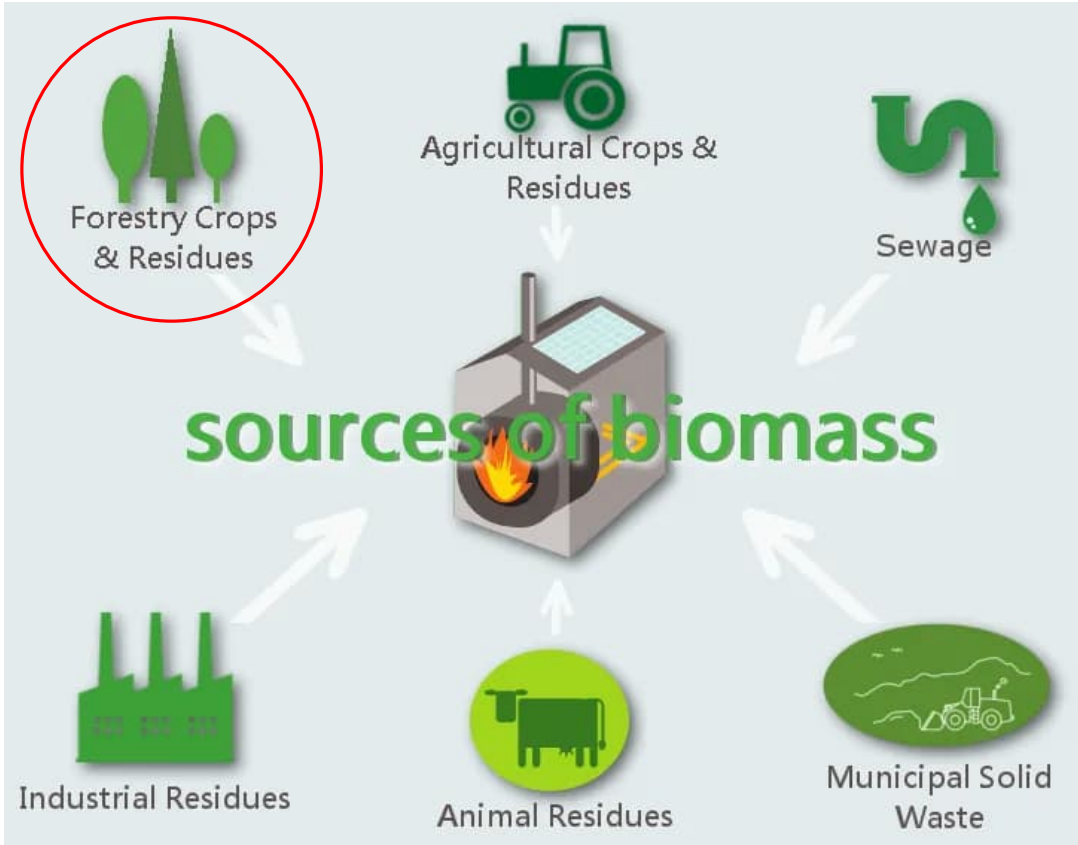 Forestry Crops
& Residues
Agricultural Crops &
Residues
Sewage
sources of biomass
Industrial Residues
Animal Residues
Municipal Solid
Waste